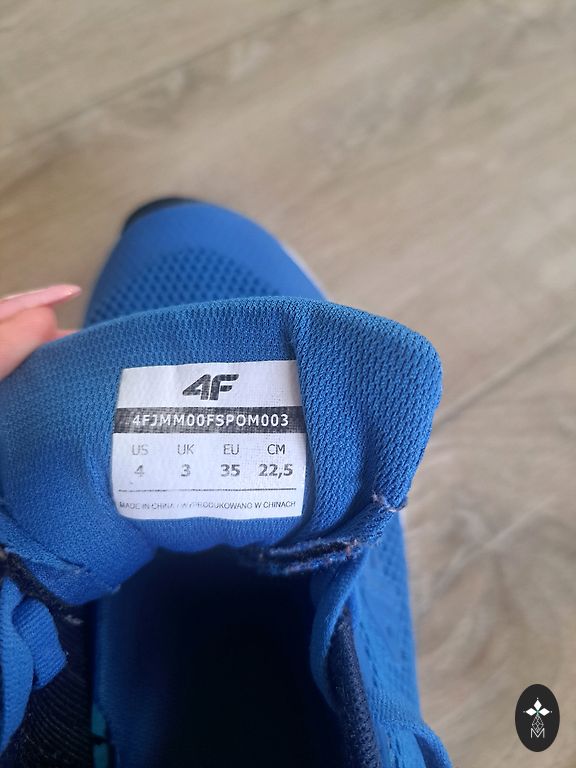 4F
4FJMM00FSPOM003
US UK EU CM
4 3 35 22,5
MADE IN CHINA / WYPRODUKOWANO W CHINACH
M